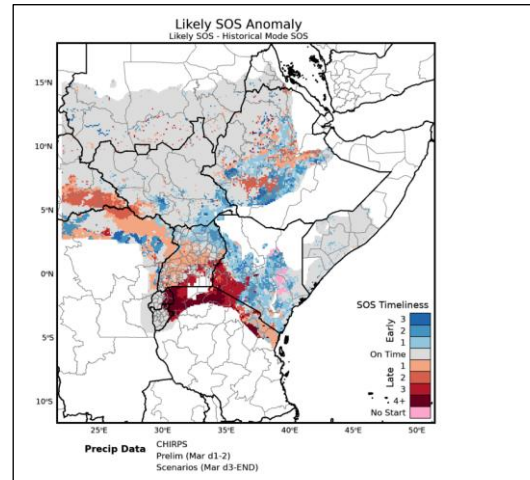 Likely SOS Anomaly
Likely SOS - Historical Mode SOS
15°N
10°N
5°N
0°N
5°S
10°S
25°E
30°E
35°E
40°E
45°E
50°E
SOS Timeliness
Early
3
2
1
On Time
Late
1
2
3
4+
No Start
Precip Data
CHIRPS
Prelim (Mar d1-2)
Scenarios (Mar d3-END)